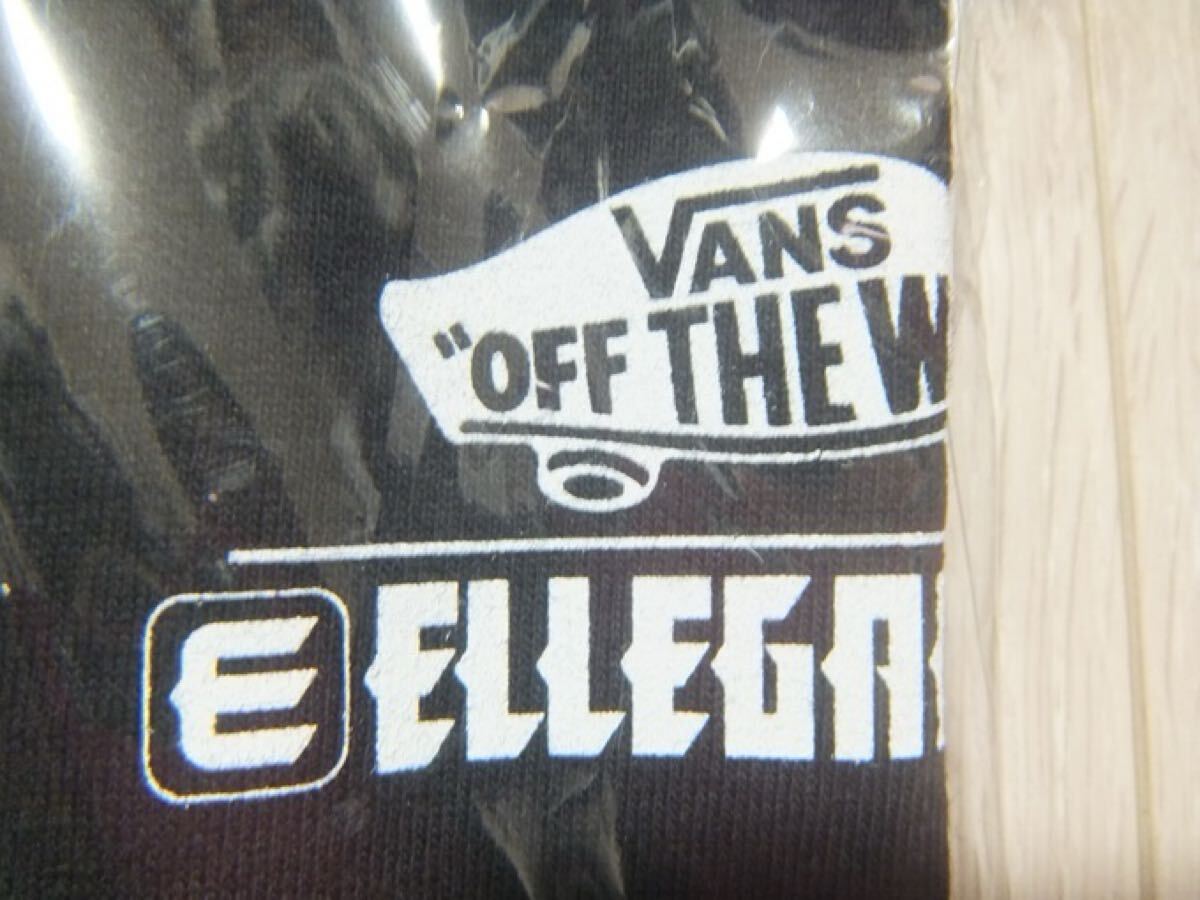 VANS
"OFF THE W
E ELLEGA